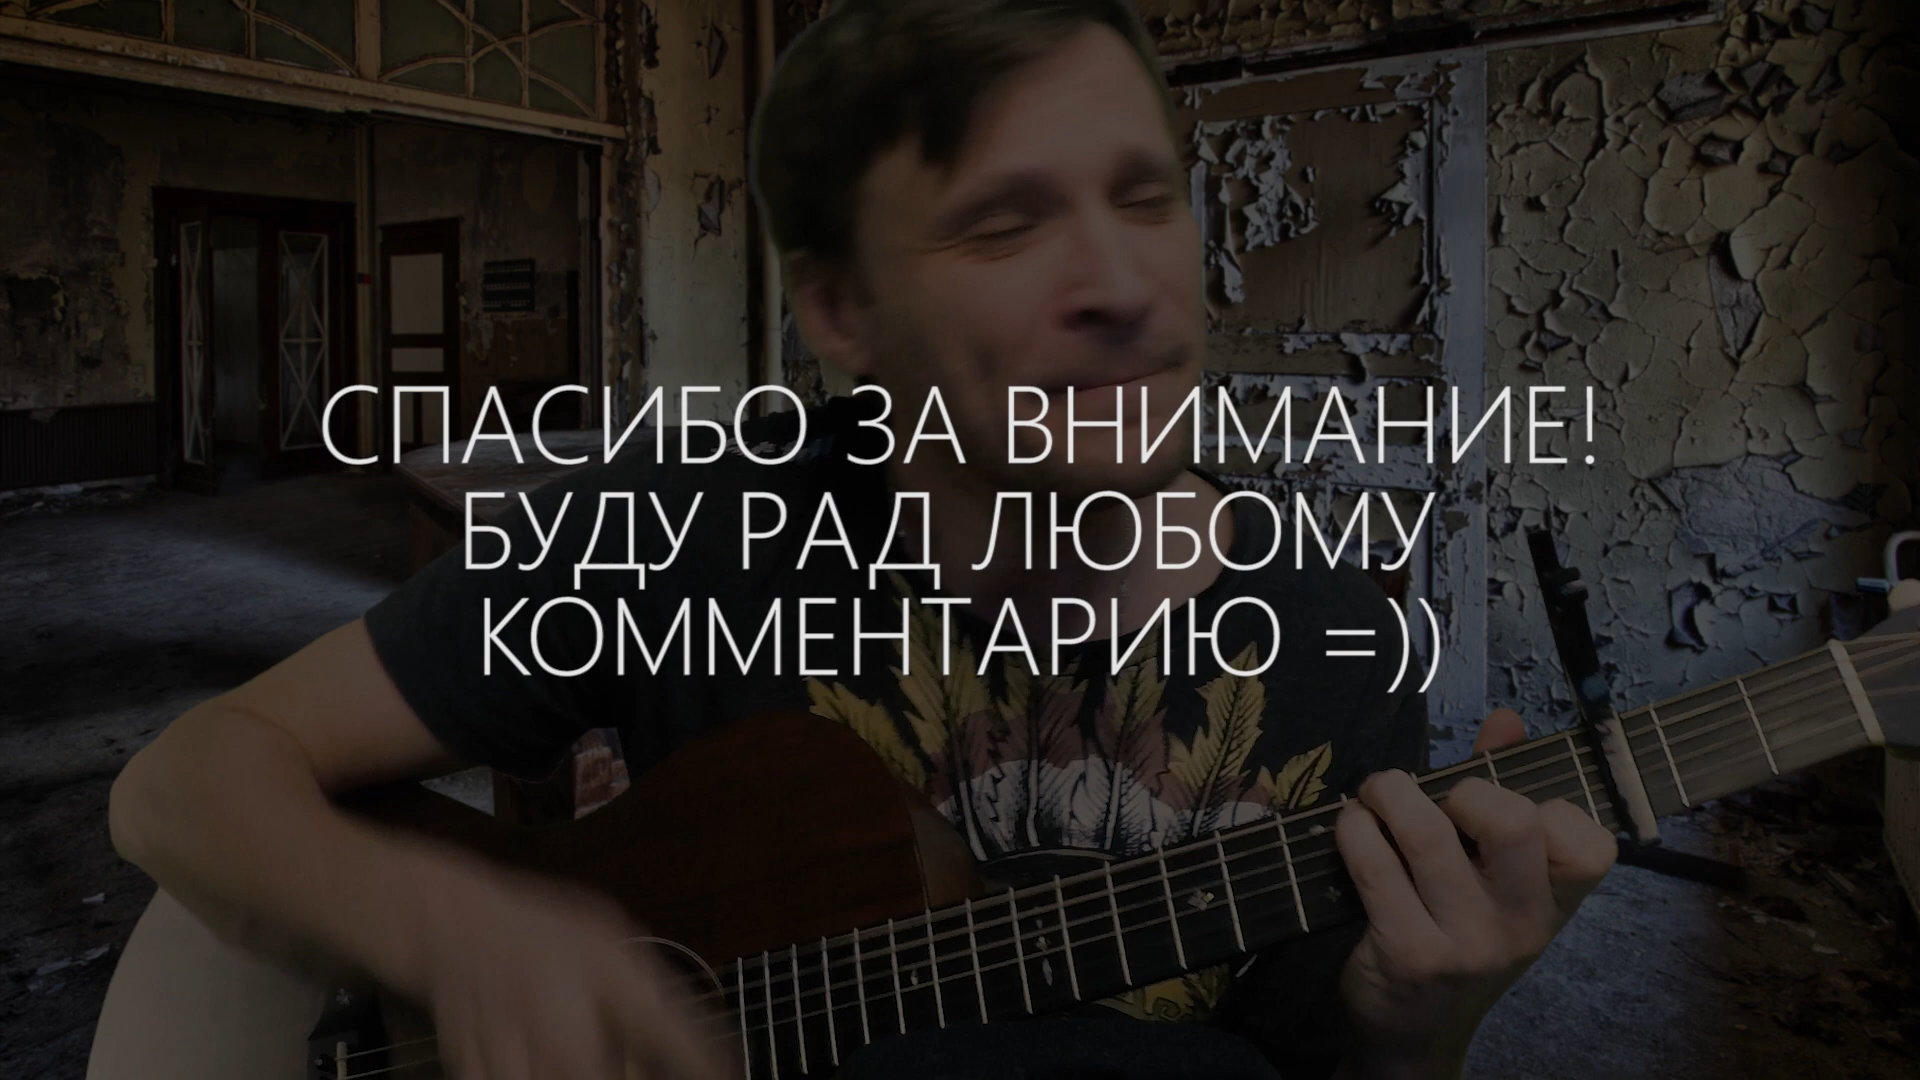 СПАСИБО ЗА ВНИМАНИЕ!
БУДУ РАД ЛЮБОМУ
КОММЕНТАРИЮ =))